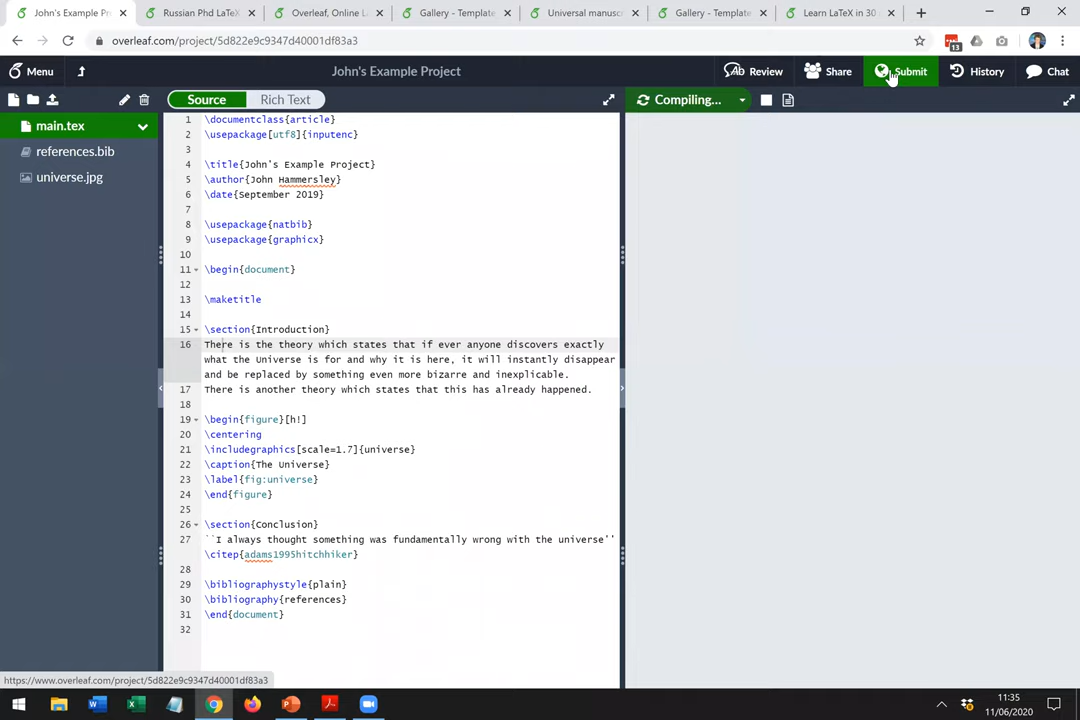 John's Example Pr
Russian Phd LaTeX
Overleaf, Online L
Gallery - Template
Universal manusc
Gallery - Template
Learn LaTeX in 30
overleaf.com/project/5d822e9c9347d40001df83a3
13
Menu
John's Example Project
Review
Share
Submit
History
Chat
Source
Rich Text
Compiling...
main.tex
references.bib
universe.jpg
1 \documentclass{article}
2 \usepackage[utf8]{inputenc}
3
4 \title{John's Example Project}
5 \author{John Hammersley}
6 \date{September 2019}
7
8 \usepackage{natbib}
9 \usepackage{graphicx}
10
11 \begin{document}
12
13 \maketitle
14
15 \section{Introduction}
16 There is the theory which states that if ever anyone discovers exactly
what the Universe is for and why it is here, it will instantly disappear
and be replaced by something even more bizarre and inexplicable.
17 There is another theory which states that this has already happened.
18
19 \begin{figure}[h!]
20 \centering
21 \includegraphics[scale=1.7]{universe}
22 \caption{The Universe}
23 \label{fig:universe}
24 \end{figure}
25
26 \section{Conclusion}
27 ``I always thought something was fundamentally wrong with the universe''
\citep{adams1995hitchhiker}
28
29 \bibliographystyle{plain}
30 \bibliography{references}
31 \end{document}
32
https://www.overleaf.com/project/5d822e9c9347d40001df83a3
11:35
11/06/2020